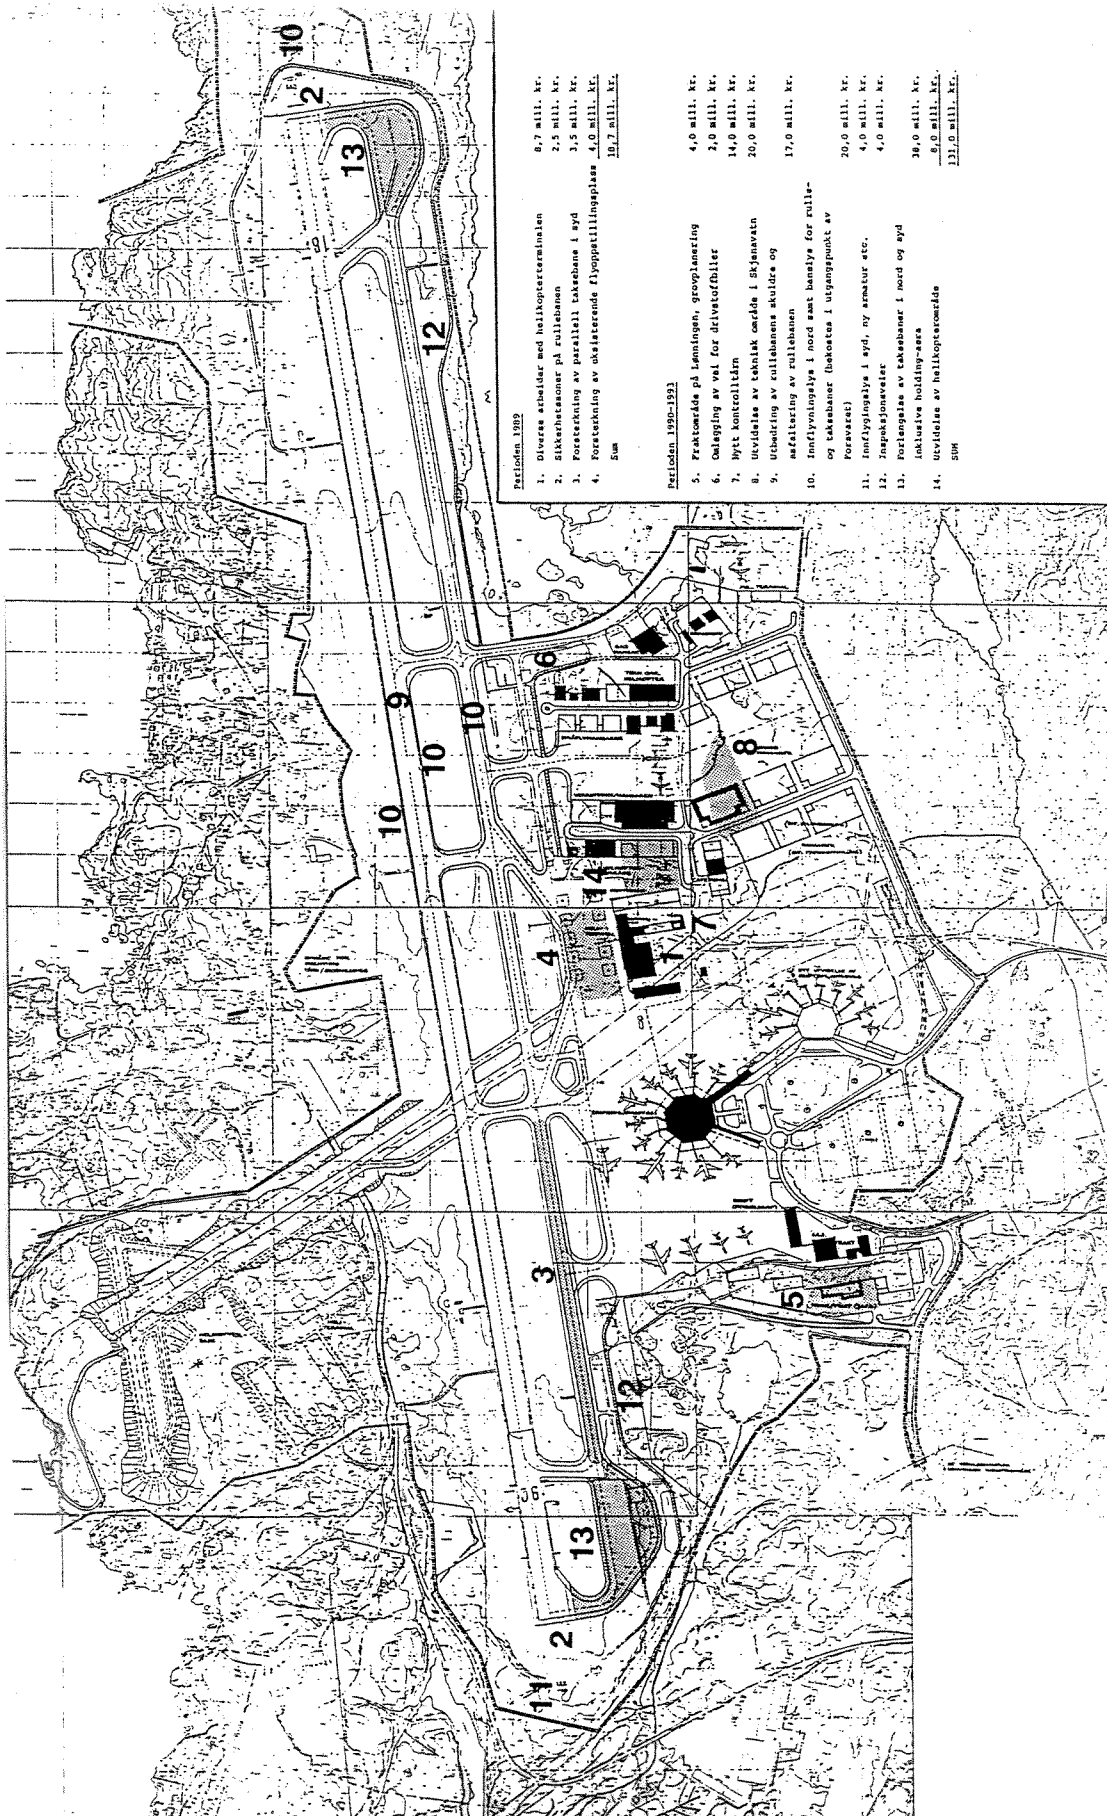 Perioden 1989
1. Diverse arbeider med helikopterterminalen 8,7 mill. kr.
2. Sikkerhetssoner på rullebanen 2,5 mill. kr.
3. Forsterkning av parallell taksebane i syd 3,5 mill. kr.
4. Forsterkning av eksisterende flyoppstillingsplass 4,0 mill. kr.
Sum 18,7 mill. kr.
Perioden 1990-1993
5. Fraktområde på Lønningen, grovplanering 4,0 mill. kr.
6. Omlegging av vei for drivstoffbiler 2,0 mill. kr.
7. Nytt kontrolltårn 14,0 mill. kr.
8. Utvidelse av teknisk område i Skjenavatn 20,0 mill. kr.
9. Utbedring av rullebanens skuldre og
asfaltering av rullebanen 17,0 mill. kr.
10. Innflyvningslys i nord samt banelys for rulle-
og taksebaner (bekostes i utgangspunkt av
Forsvaret) 20,0 mill. kr.
11. Innflygingslys i syd, ny armatur etc. 4,0 mill. kr.
12. Inspeksjonsveier 4,0 mill. kr.
13. Forlengelse av taksebaner i nord og syd
inklusive holding-area 38,0 mill. kr.
14. Utvidelse av helikopterområde 8,0 mill. kr.
SUM 131,0 mill. kr.
10
2
13
12
9
10
10
10
6
8
14
4
1
7
3
5
12
13
2
11